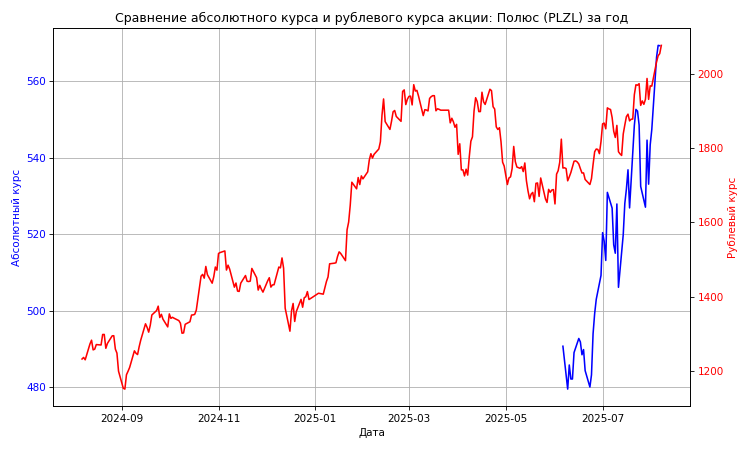 Сравнение абсолютного курса и рублевого курса акции: Полюс (PLZL) за год
Абсолютный курс
560
540
520
500
480
2000
1800
1600
1400
1200
Рублевый курс
2024-09 2024-11 2025-01 2025-03 2025-05 2025-07
Дата